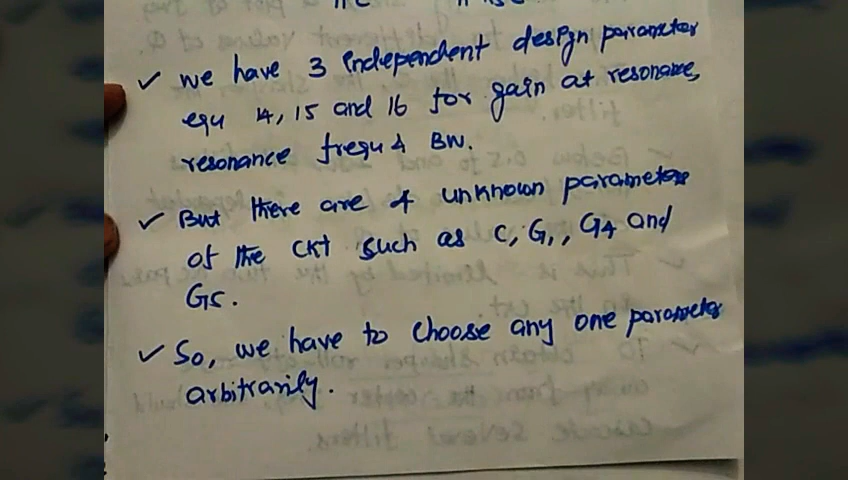 ✓ we have 3 independent design parameter
equ 14, 15 and 16 for gain at resonance,
resonance frequ & BW.
✓ But there are 4 unknown parameters
of the ckt such as C, G1, G4 and
G5.
✓ So, we have to choose any one parameter
arbitrarily.